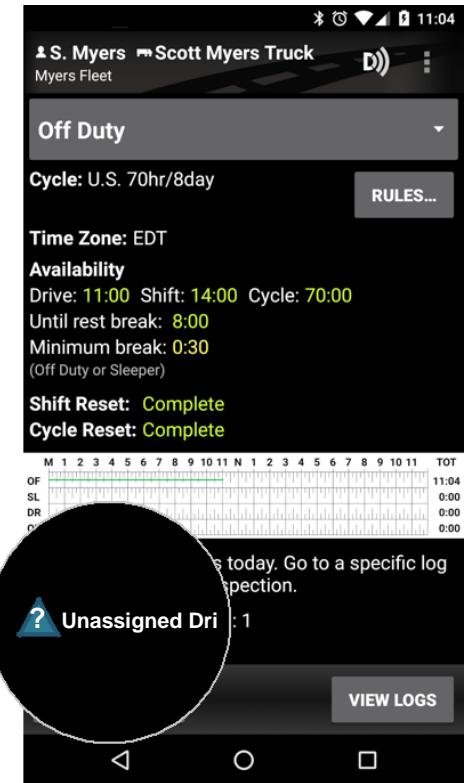 11:04
S. Myers Scott Myers Truck
Myers Fleet
D
Off Duty
Cycle: U.S. 70hr/8day
RULES...
Time Zone: EDT
Availability
Drive: 11:00 Shift: 14:00 Cycle: 70:00
Until rest break: 8:00
Minimum break: 0:30
(Off Duty or Sleeper)
Shift Reset: Complete
Cycle Reset: Complete
M 1 2 3 4 5 6 7 8 9 10 11 N 1 2 3 4 5 6 7 8 9 10 11 TOT
OF 11:04
SL 0:00
DR 0:00
0:00
today. Go to a specific log
? Unassigned Dri : 1
VIEW LOGS